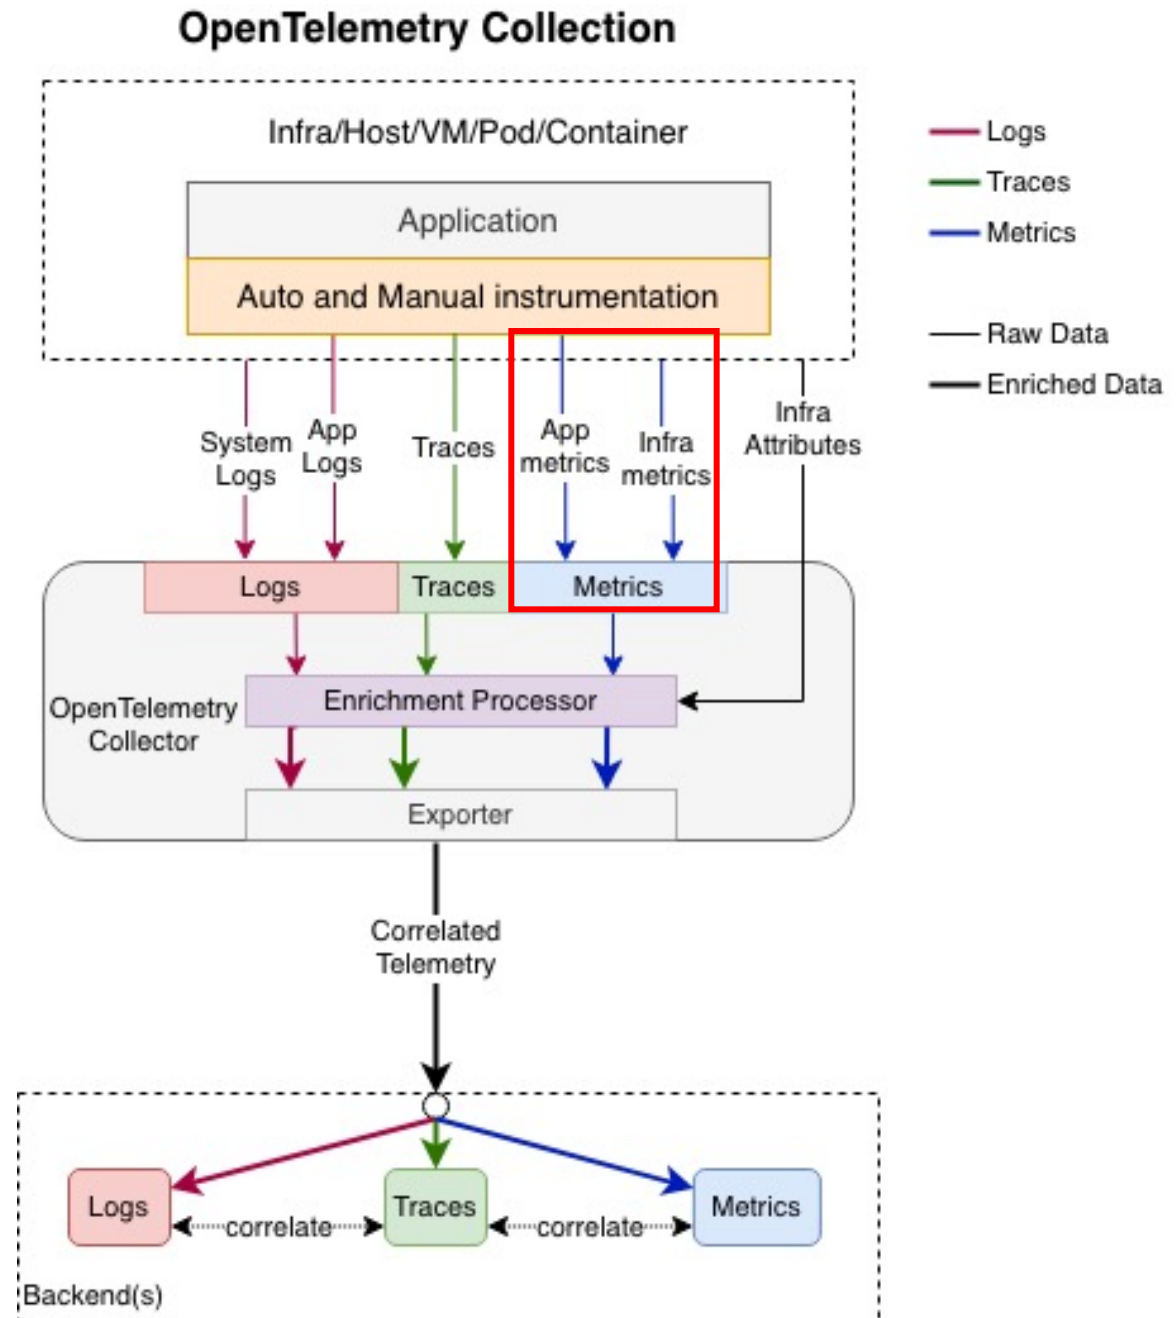 OpenTelemetry Collection
Infra/Host/VM/Pod/Container
Application
Auto and Manual instrumentation
Logs
Traces
Metrics
Raw Data
Enriched Data
System
Logs
App
Logs
Traces
App
metrics
Infra
metrics
Infra
Attributes
Logs
Traces
Metrics
OpenTelemetry
Collector
Enrichment Processor
Exporter
Correlated
Telemetry
Logs
correlate
Traces
correlate
Metrics
Backend(s)